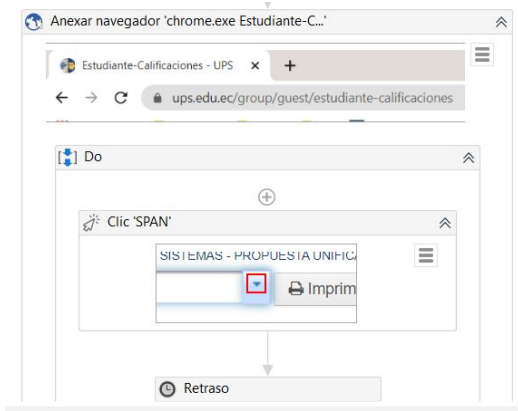 Anexar navegador 'chrome.exe Estudiante-C...'
Estudiante-Calificaciones - UPS
ups.edu.ec/group/guest/estudiante-calificaciones
Do
Clic 'SPAN'
SISTEMAS - PROPUESTA UNIFIC
Imprim
Retraso